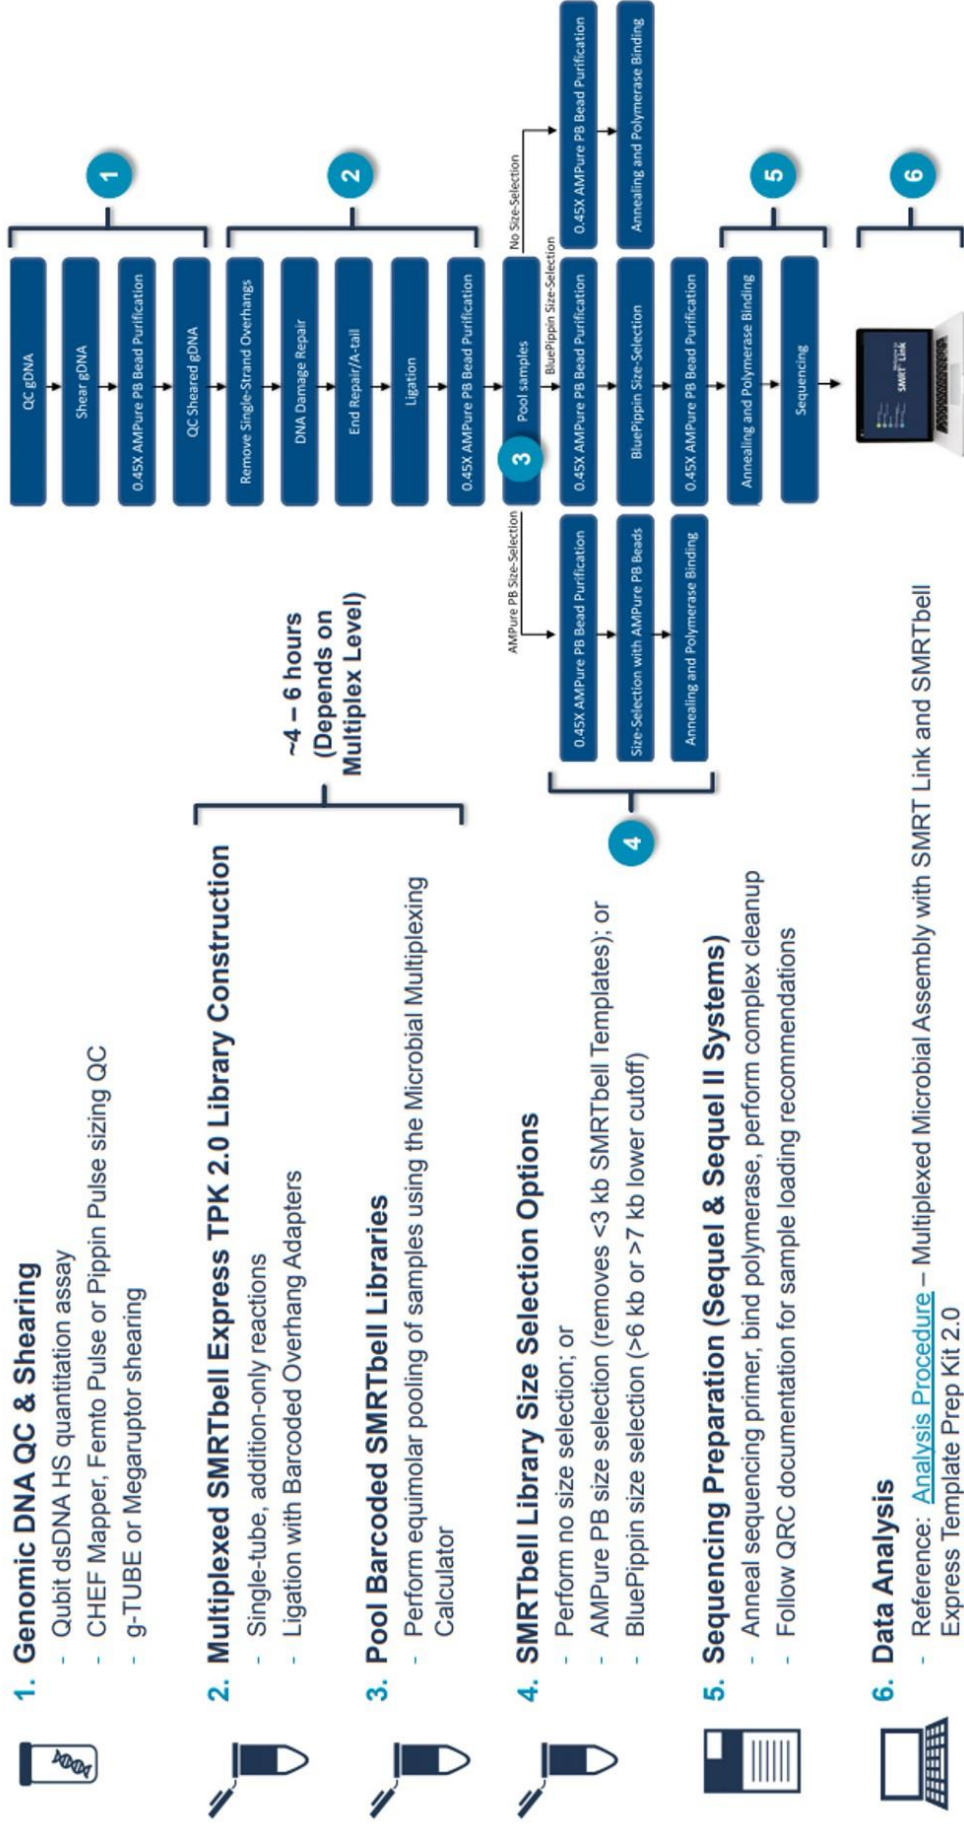 1. Genomic DNA QC & Shearing
- Qubit dsDNA HS quantitation assay
- CHEF Mapper, Femto Pulse or Pippin Pulse sizing QC
- g-TUBE or Megaruptor shearing
2. Multiplexed SMRTbell Express TPK 2.0 Library Construction
- Single-tube, addition-only reactions
- Ligation with Barcoded Overhang Adapters
3. Pool Barcoded SMRTbell Libraries
- Perform equimolar pooling of samples using the Microbial Multiplexing
Calculator
~4 – 6 hours
(Depends on
Multiplex Level)
4. SMRTbell Library Size Selection Options
- Perform no size selection; or
- AMPure PB size selection (removes <3 kb SMRTbell Templates); or
- BluePippin size selection (>6 kb or >7 kb lower cutoff)
5. Sequencing Preparation (Sequel & Sequel II Systems)
- Anneal sequencing primer, bind polymerase, perform complex cleanup
- Follow QRC documentation for sample loading recommendations
6. Data Analysis
- Reference: Analysis Procedure – Multiplexed Microbial Assembly with SMRT Link and SMRTbell
Express Template Prep Kit 2.0
QC gDNA
Shear gDNA
0.45X AMPure PB Bead Purification
QC Sheared gDNA
1
Remove Single-Strand Overhangs
DNA Damage Repair
End Repair/A-tail
Ligation
0.45X AMPure PB Bead Purification
2
3
Pool samples
AMPure PB Size-Selection
0.45X AMPure PB Bead Purification
Size-Selection with AMPure PB Beads
Annealing and Polymerase Binding
4
BluePippin Size-Selection
0.45X AMPure PB Bead Purification
BluePippin Size-Selection
0.45X AMPure PB Bead Purification
No Size-Selection
0.45X AMPure PB Bead Purification
Annealing and Polymerase Binding
Annealing and Polymerase Binding
Sequencing
5
SMRT Link
6